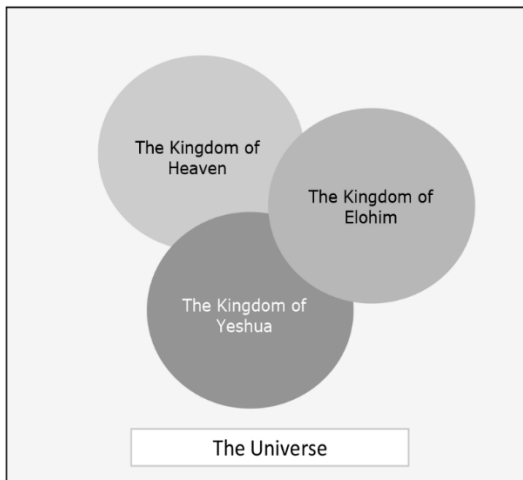 The Kingdom of
Heaven
The Kingdom of
Elohim
The Kingdom of
Yeshua
The Universe